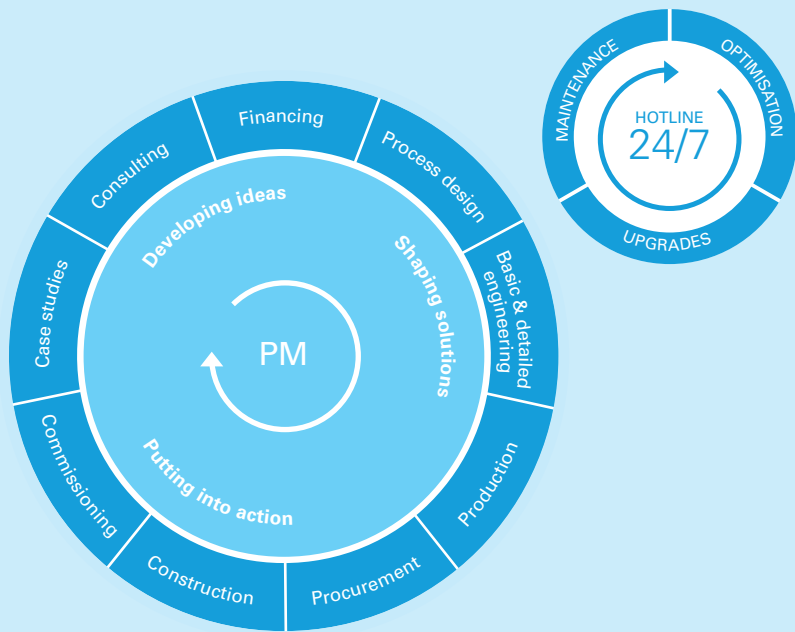 Financing
Process design
Basic & detailed
engineering
Production
Procurement
Construction
Commissioning
Case studies
Consulting
Developing ideas
Shaping solutions
Putting into action
PM
MAINTENANCE
OPTIMISATION
UPGRADES
HOTLINE
24/7